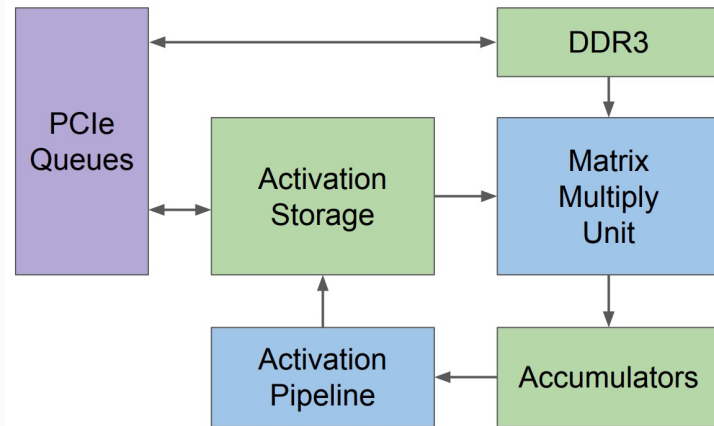 DDR3
PCIe
Queues
Activation
Storage
Matrix
Multiply
Unit
Activation
Pipeline
Accumulators